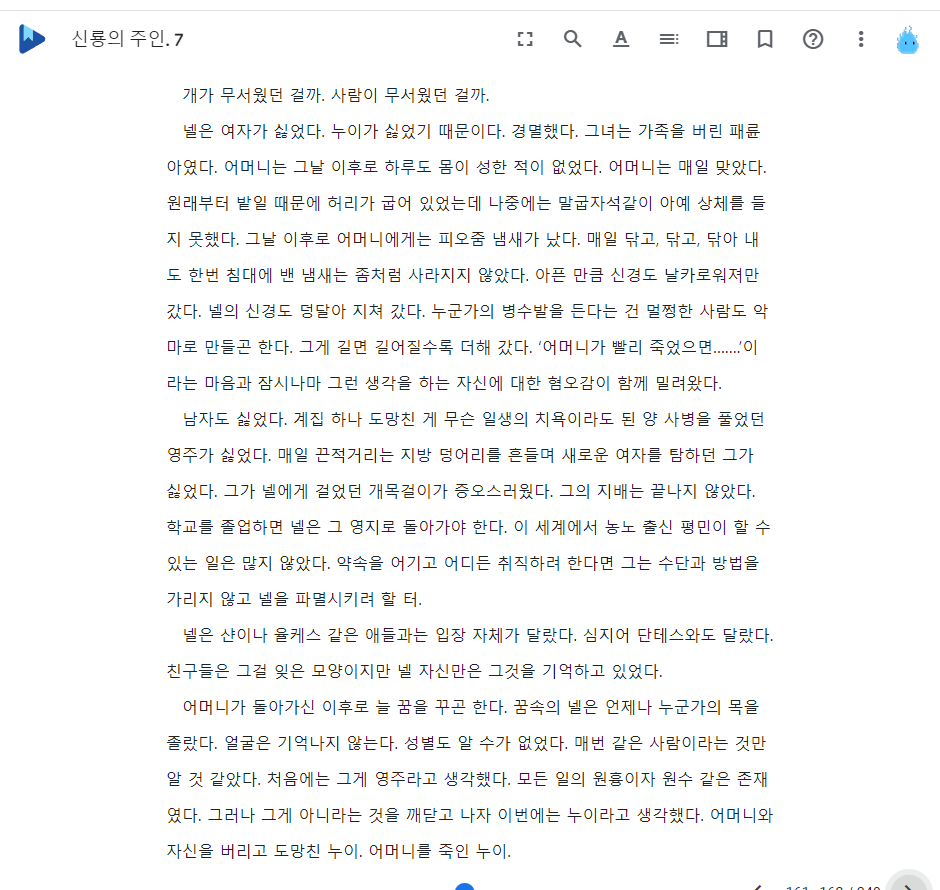 신룡의 주인. 7
개가 무서웠던 걸까. 사람이 무서웠던 걸까.
넬은 여자가 싫었다. 누이가 싫었기 때문이다. 경멸했다. 그녀는 가족을 버린 패륜
아였다. 어머니는 그날 이후로 하루도 몸이 성한 적이 없었다. 어머니는 매일 맞았다.
원래부터 밭일 때문에 허리가 굽어 있었는데 나중에는 말굽자석같이 아예 상체를 들
지 못했다. 그날 이후로 어머니에게는 피오줌 냄새가 났다. 매일 닦고, 닦고, 닦아 내
도 한번 침대에 밴 냄새는 좀처럼 사라지지 않았다. 아픈 만큼 신경도 날카로워져만
갔다. 넬의 신경도 덩달아 지쳐 갔다. 누군가의 병수발을 든다는 건 멀쩡한 사람도 악
마로 만들곤 한다. 그게 길면 길어질수록 더해 갔다. ‘어머니가 빨리 죽었으면…….’이
라는 마음과 잠시나마 그런 생각을 하는 자신에 대한 혐오감이 함께 밀려왔다.
남자도 싫었다. 계집 하나 도망친 게 무슨 일생의 치욕이라도 된 양 사병을 풀었던
영주가 싫었다. 매일 끈적거리는 지방 덩어리를 흔들며 새로운 여자를 탐하던 그가
싫었다. 그가 넬에게 걸었던 개목걸이가 증오스러웠다. 그의 지배는 끝나지 않았다.
학교를 졸업하면 넬은 그 영지로 돌아가야 한다. 이 세계에서 농노 출신 평민이 할 수
있는 일은 많지 않았다. 약속을 어기고 어디든 취직하려 한다면 그는 수단과 방법을
가리지 않고 넬을 파멸시키려 할 터.
넬은 샨이나 율케스 같은 애들과는 입장 자체가 달랐다. 심지어 단테스와도 달랐다.
친구들은 그걸 잊은 모양이지만 넬 자신만은 그것을 기억하고 있었다.
어머니가 돌아가신 이후로 늘 꿈을 꾸곤 한다. 꿈속의 넬은 언제나 누군가의 목을
졸랐다. 얼굴은 기억나지 않는다. 성별도 알 수가 없었다. 매번 같은 사람이라는 것만
알 것 같았다. 처음에는 그게 영주라고 생각했다. 모든 일의 원흉이자 원수 같은 존재
였다. 그러나 그게 아니라는 것을 깨닫고 나자 이번에는 누이라고 생각했다. 어머니와
자신을 버리고 도망친 누이. 어머니를 죽인 누이.